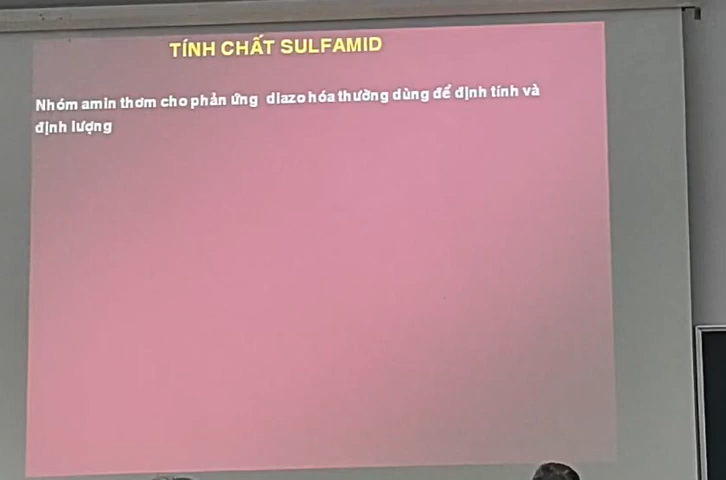 TÍNH CHẤT SULFAMID
Nhóm amin thơm cho phản ứng diazo hóa thường dùng để định tính và
định lượng